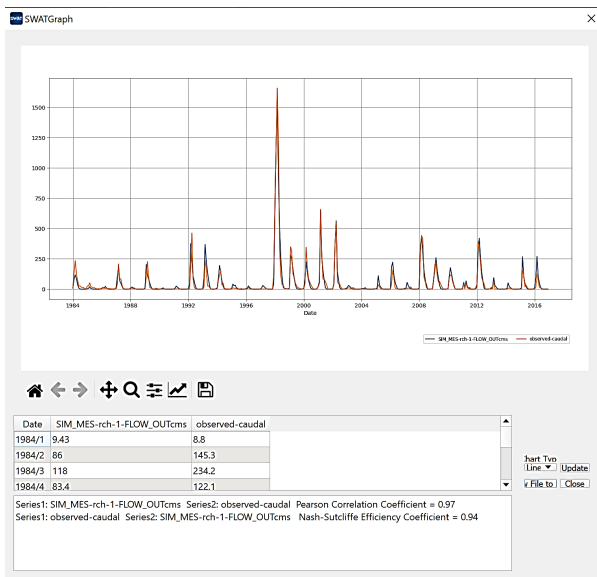 SWAT SWATGraph
1500
1250
1000
750
500
250
0
1984 1988 1992 1996 2000 2004 2008 2012 2016
Date
SIM_MES-rch-1-FLOW_OUTcms observed-caudal
Date SIM_MES-rch-1-FLOW_OUTcms observed-caudal
1984/1 9.43 8.8
1984/2 86 145.3
1984/3 118 234.2
1984/4 83.4 122.1
Line Update
File to Close
Series1: SIM_MES-rch-1-FLOW_OUTcms Series2: observed-caudal Pearson Correlation Coefficient = 0.97
Series1: observed-caudal Series2: SIM_MES-rch-1-FLOW_OUTcms Nash-Sutcliffe Efficiency Coefficient = 0.94